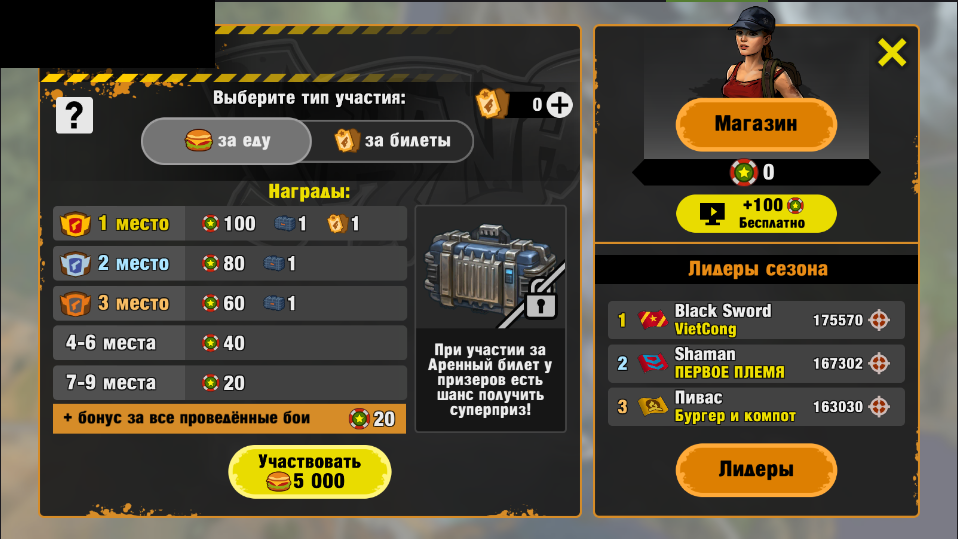 Выберите тип участия:
0
?
за еду
за билеты
Награды:
1 место 100 1 1
2 место 80 1
3 место 60 1
4-6 места 40
7-9 места 20
+ бонус за все проведённые бои 20
При участии за
Аренный билет у
призеров есть
шанс получить
суперприз!
Участвовать
5 000
Магазин
0
+100
Бесплатно
Лидеры сезона
1 Black Sword 175570
VietCong
2 Shaman 167302
ПЕРВОЕ ПЛЕМЯ
3 Пивас 163030
Бургер и компот
Лидеры